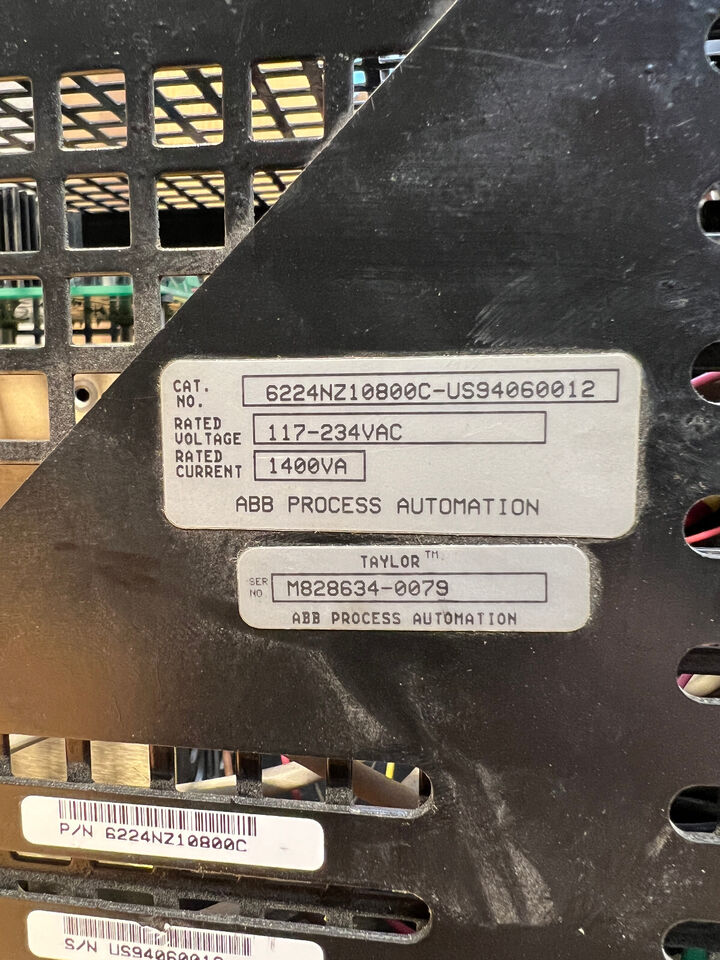 CAT. NO. 6224NZ10800C-US94060012
RATED VOLTAGE 117-234VAC
RATED CURRENT 1400VA
ABB PROCESS AUTOMATION
TAYLOR™
SER NO M828634-0079
ABB PROCESS AUTOMATION
P/N 6224NZ10800C
S/N